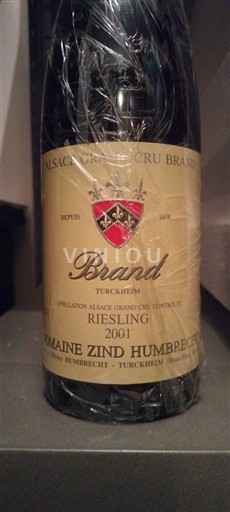 ALSACE GRAND CRU BRAND
DEPUIS 1658
VINIOU
Brand
TURCKHEIM
APPELLATION ALSACE GRAND CRU CONTRÔLÉE
RIESLING
2001
DOMAINE ZIND HUMBRECHT
HUMBRECHT - TURCKHEIM